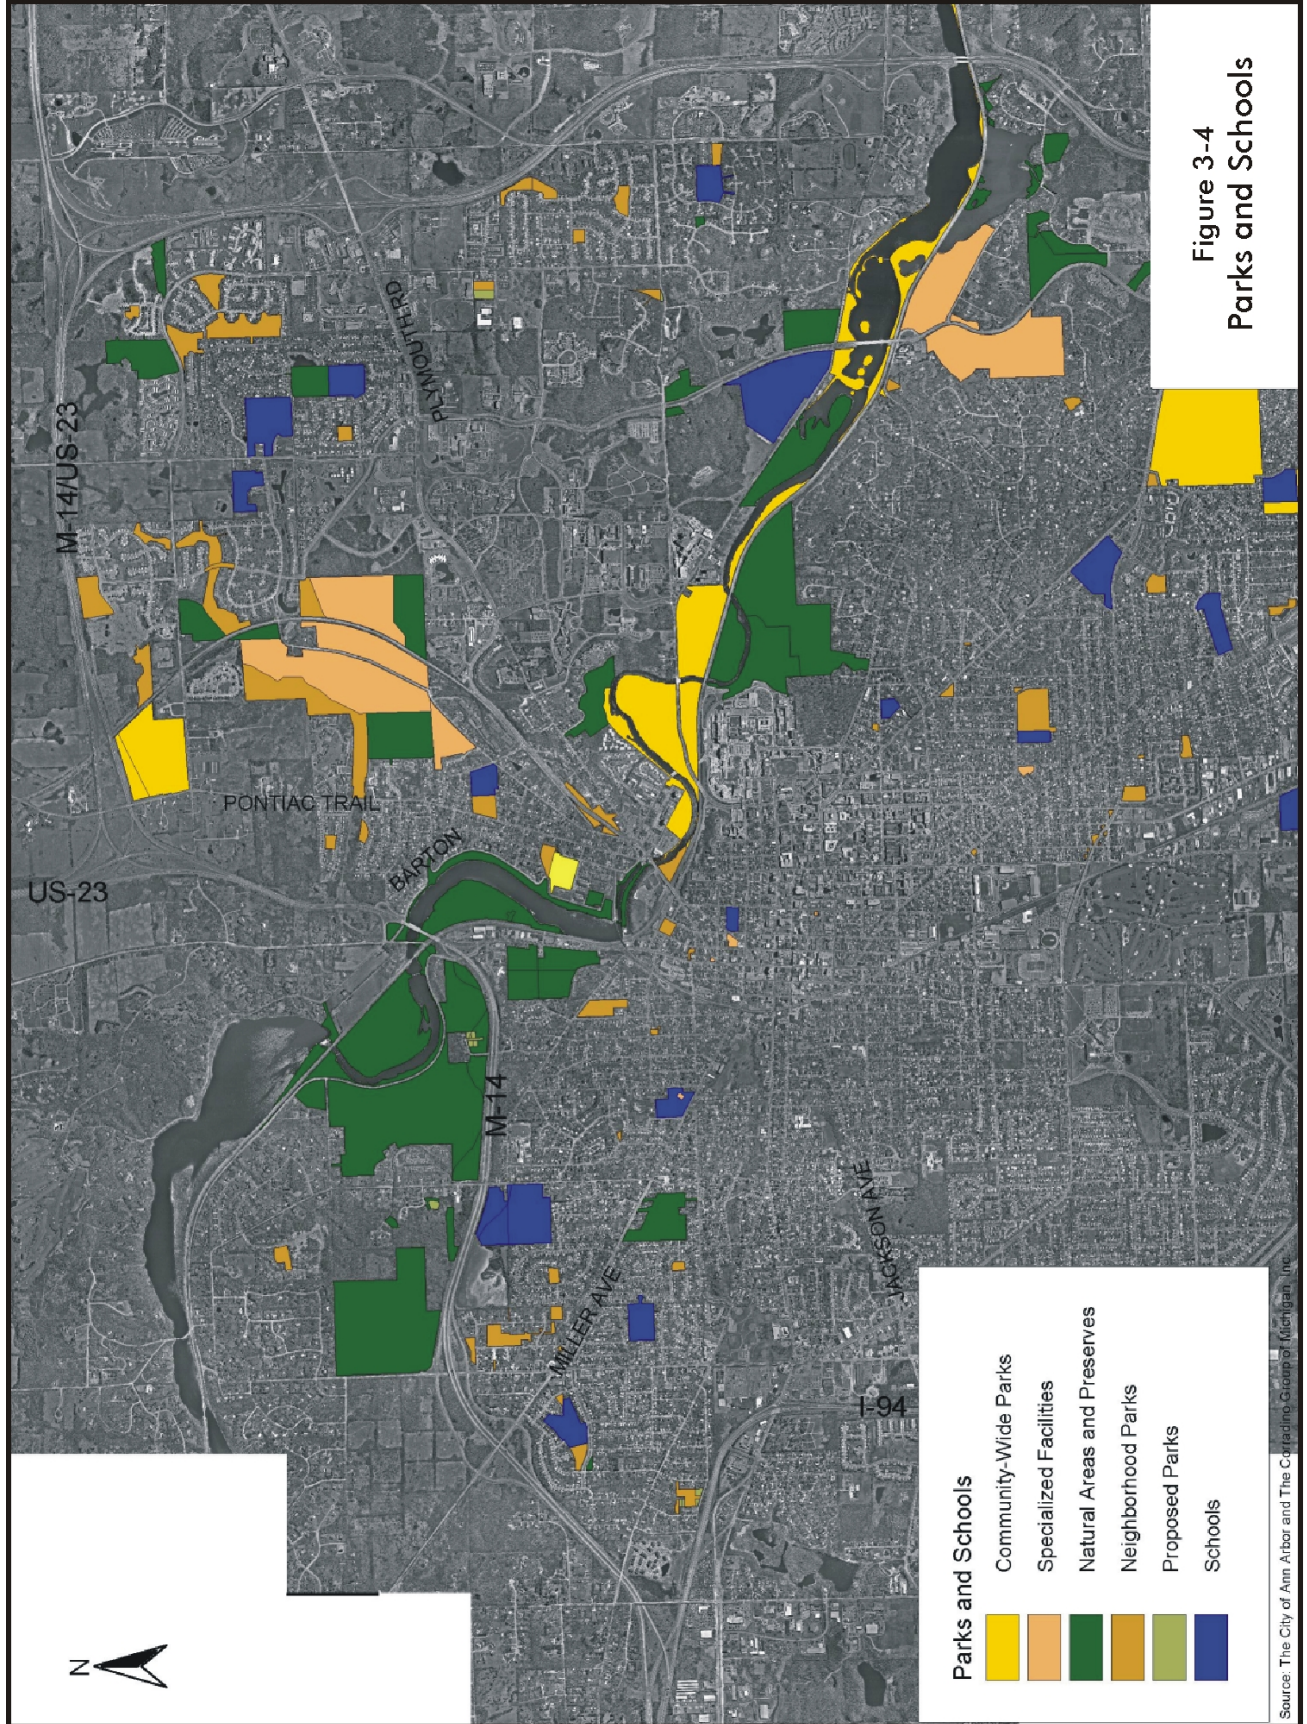 Figure 3-4
Parks and Schools
N
M-14/US-23
US-23
PLYMOUTH RD
PONTIAC TRAIL
BARTON
M-14
MILLER AVE
JACKSON AVE
I-94
Parks and Schools
Community-Wide Parks
Specialized Facilities
Natural Areas and Preserves
Neighborhood Parks
Proposed Parks
Schools
Source: The City of Ann Arbor and The Corradino Group of Michigan, Inc.